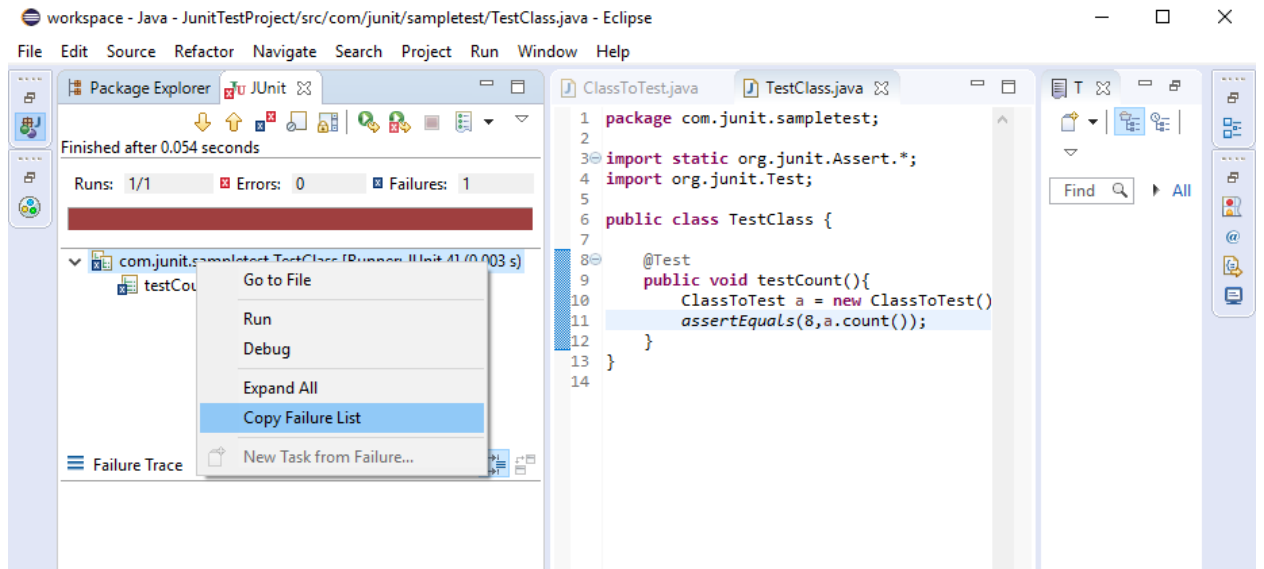 workspace - Java - JunitTestProject/src/com/junit/sampletest/TestClass.java - Eclipse
File Edit Source Refactor Navigate Search Project Run Window Help
Package Explorer JUnit
Finished after 0.054 seconds
Runs: 1/1 Errors: 0 Failures: 1
com.junit.sampletest.TestClass [Runner: JUnit 4] (0.003 s)
testCou
Go to File
Run
Debug
Expand All
Copy Failure List
New Task from Failure...
Failure Trace
ClassToTest.java TestClass.java
1 package com.junit.sampletest;
2
3 import static org.junit.Assert.*;
4 import org.junit.Test;
5
6 public class TestClass {
7
8 @Test
9 public void testCount(){
10 ClassToTest a = new ClassToTest()
11 assertEquals(8,a.count());
12 }
13 }
14
T
Find All